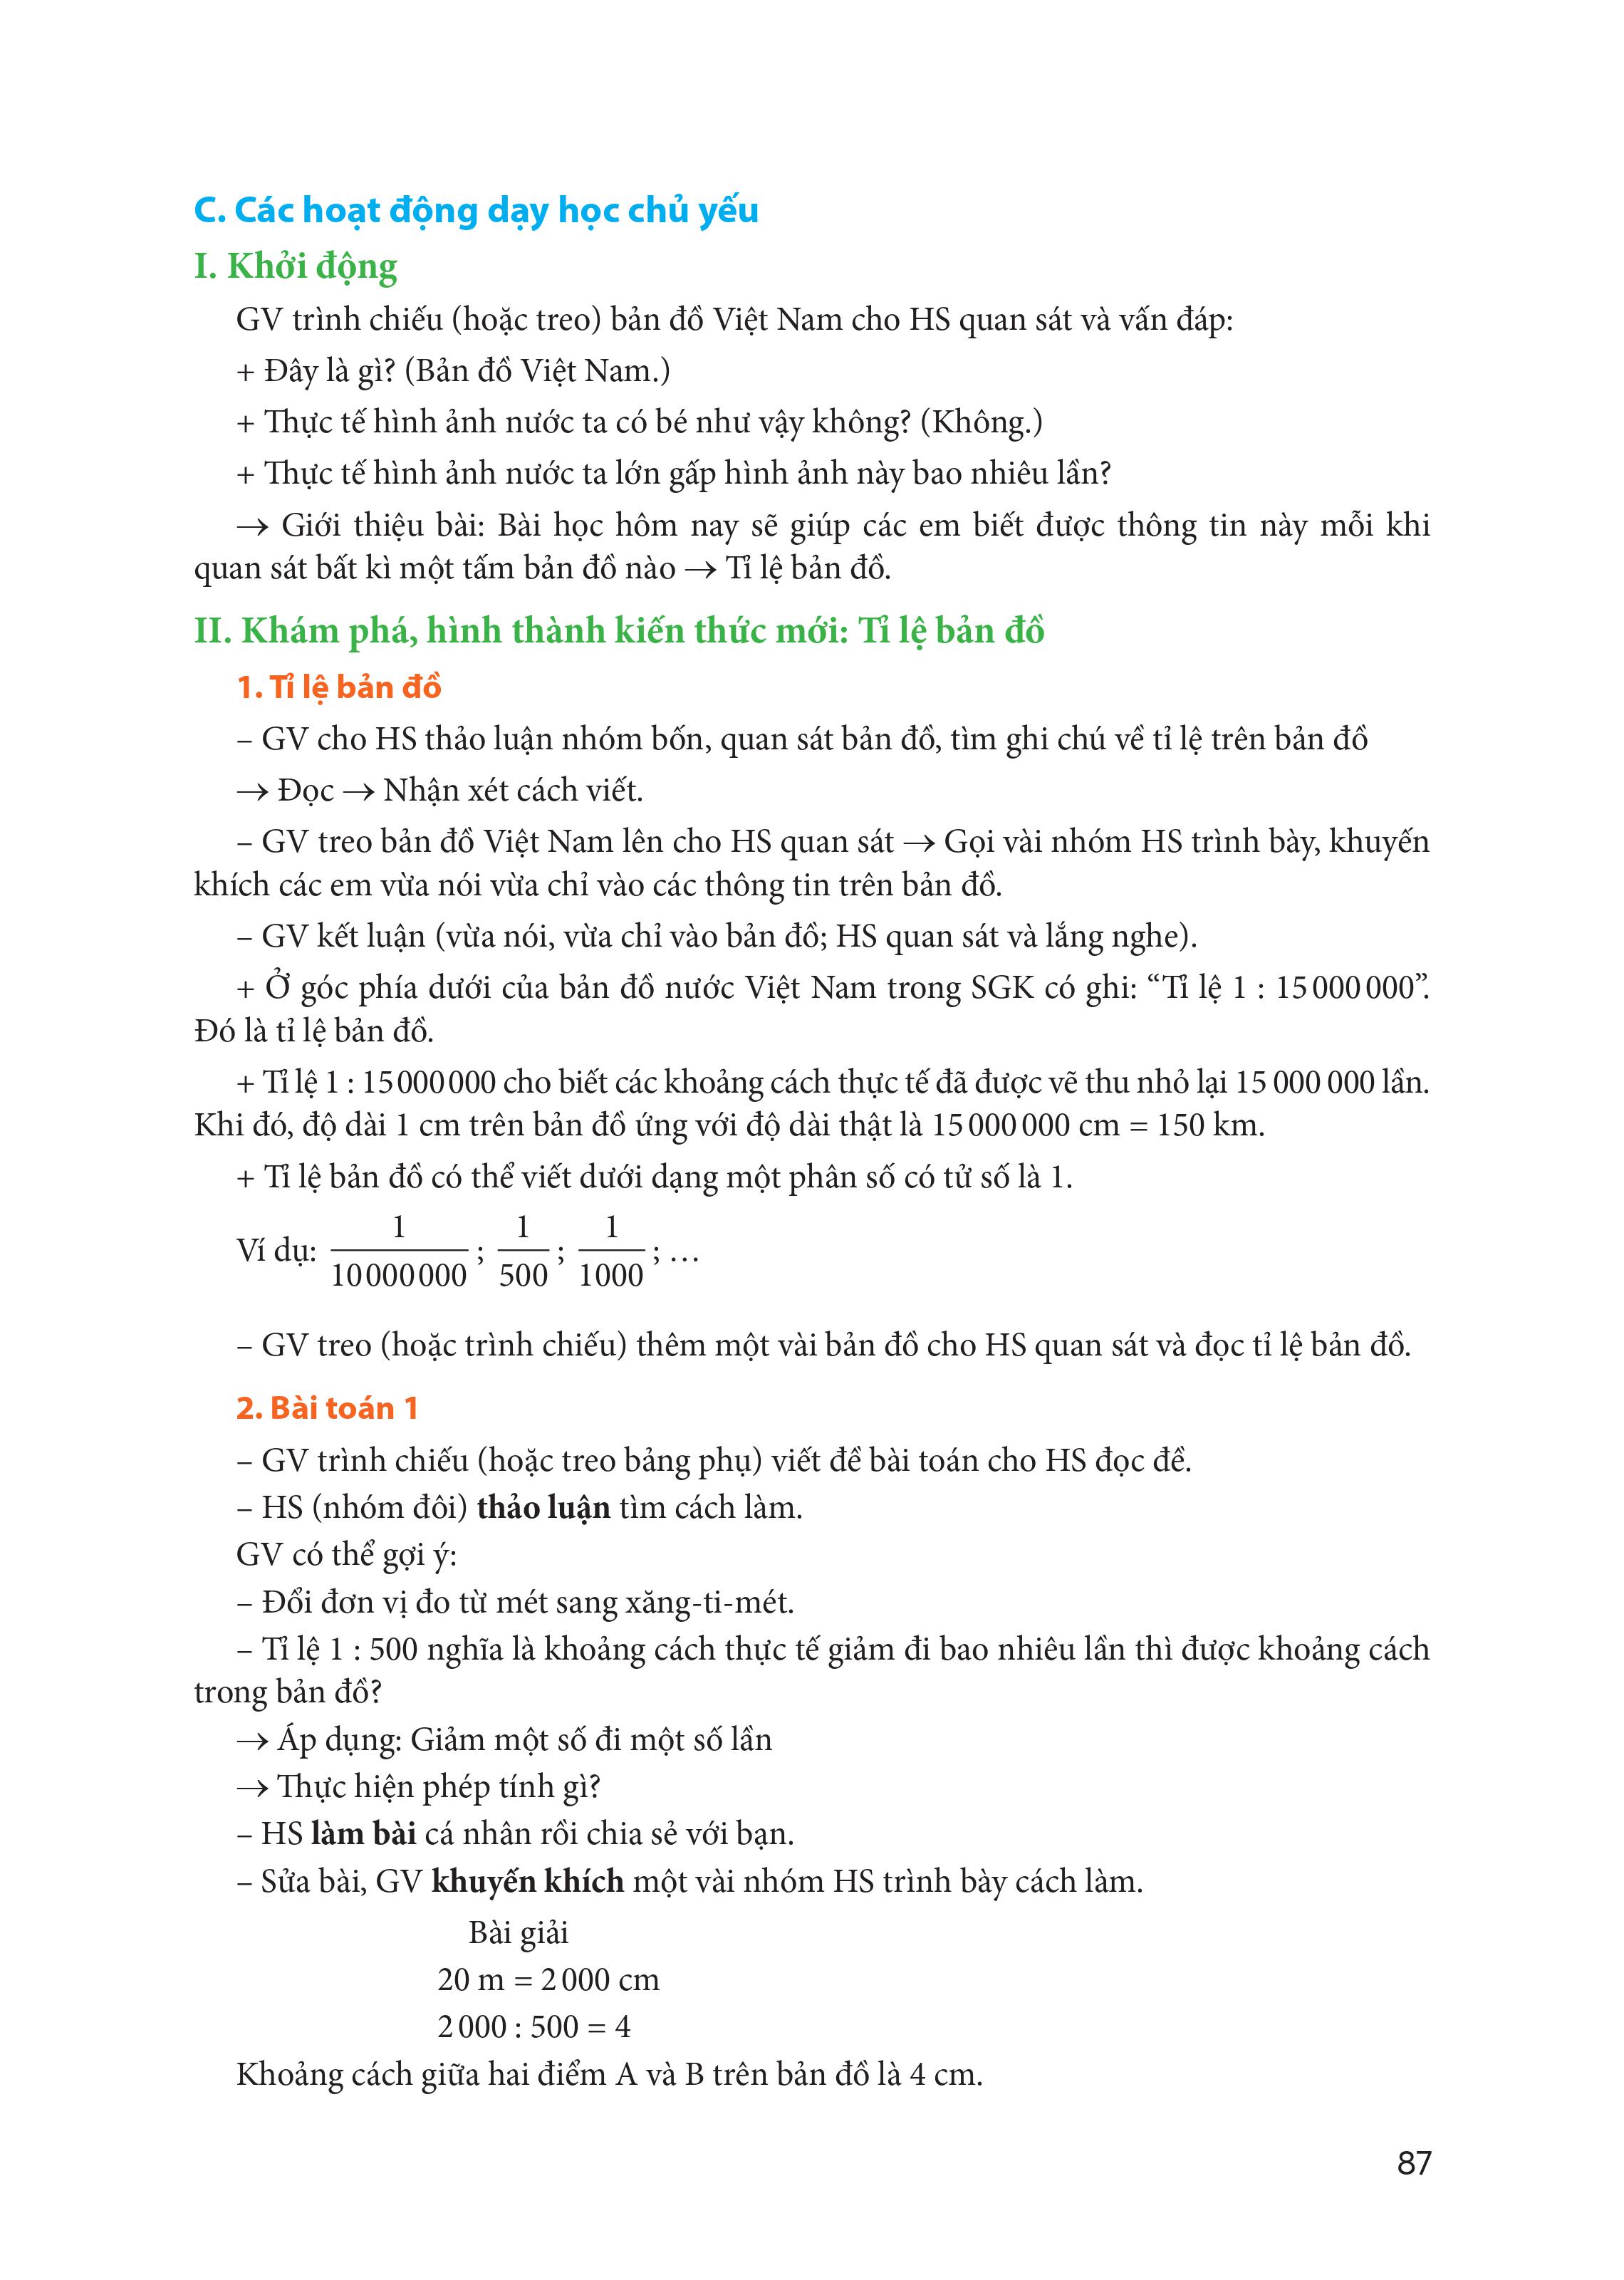 C. Các hoạt động dạy học chủ yếu
I. Khởi động
GV trình chiếu (hoặc treo) bản đồ Việt Nam cho HS quan sát và vấn đáp:
+ Đây là gì? (Bản đồ Việt Nam.)
+ Thực tế hình ảnh nước ta có bé như vậy không? (Không.)
+ Thực tế hình ảnh nước ta lớn gấp hình ảnh này bao nhiêu lần?
→ Giới thiệu bài: Bài học hôm nay sẽ giúp các em biết được thông tin này mỗi khi
quan sát bất kì một tấm bản đồ nào → Tỉ lệ bản đồ.
II. Khám phá, hình thành kiến thức mới: Tỉ lệ bản đồ
1. Tỉ lệ bản đồ
– GV cho HS thảo luận nhóm bốn, quan sát bản đồ, tìm ghi chú về tỉ lệ trên bản đồ
→ Đọc → Nhận xét cách viết.
– GV treo bản đồ Việt Nam lên cho HS quan sát → Gọi vài nhóm HS trình bày, khuyến
khích các em vừa nói vừa chỉ vào các thông tin trên bản đồ.
– GV kết luận (vừa nói, vừa chỉ vào bản đồ; HS quan sát và lắng nghe).
+ Ở góc phía dưới của bản đồ nước Việt Nam trong SGK có ghi: “Tỉ lệ 1 : 15 000 000”.
Đó là tỉ lệ bản đồ.
+ Tỉ lệ 1 : 15 000 000 cho biết các khoảng cách thực tế đã được vẽ thu nhỏ lại 15 000 000 lần.
Khi đó, độ dài 1 cm trên bản đồ ứng với độ dài thật là 15 000 000 cm = 150 km.
+ Tỉ lệ bản đồ có thể viết dưới dạng một phân số có tử số là 1.
Ví dụ: 1/10 000 000 ; 1/500 ; 1/1000 ; …
– GV treo (hoặc trình chiếu) thêm một vài bản đồ cho HS quan sát và đọc tỉ lệ bản đồ.
2. Bài toán 1
– GV trình chiếu (hoặc treo bảng phụ) viết đề bài toán cho HS đọc đề.
– HS (nhóm đôi) thảo luận tìm cách làm.
GV có thể gợi ý:
– Đổi đơn vị đo từ mét sang xăng-ti-mét.
– Tỉ lệ 1 : 500 nghĩa là khoảng cách thực tế giảm đi bao nhiêu lần thì được khoảng cách
trong bản đồ?
→ Áp dụng: Giảm một số đi một số lần
→ Thực hiện phép tính gì?
– HS làm bài cá nhân rồi chia sẻ với bạn.
– Sửa bài, GV khuyến khích một vài nhóm HS trình bày cách làm.
Bài giải
20 m = 2 000 cm
2 000 : 500 = 4
Khoảng cách giữa hai điểm A và B trên bản đồ là 4 cm.
87